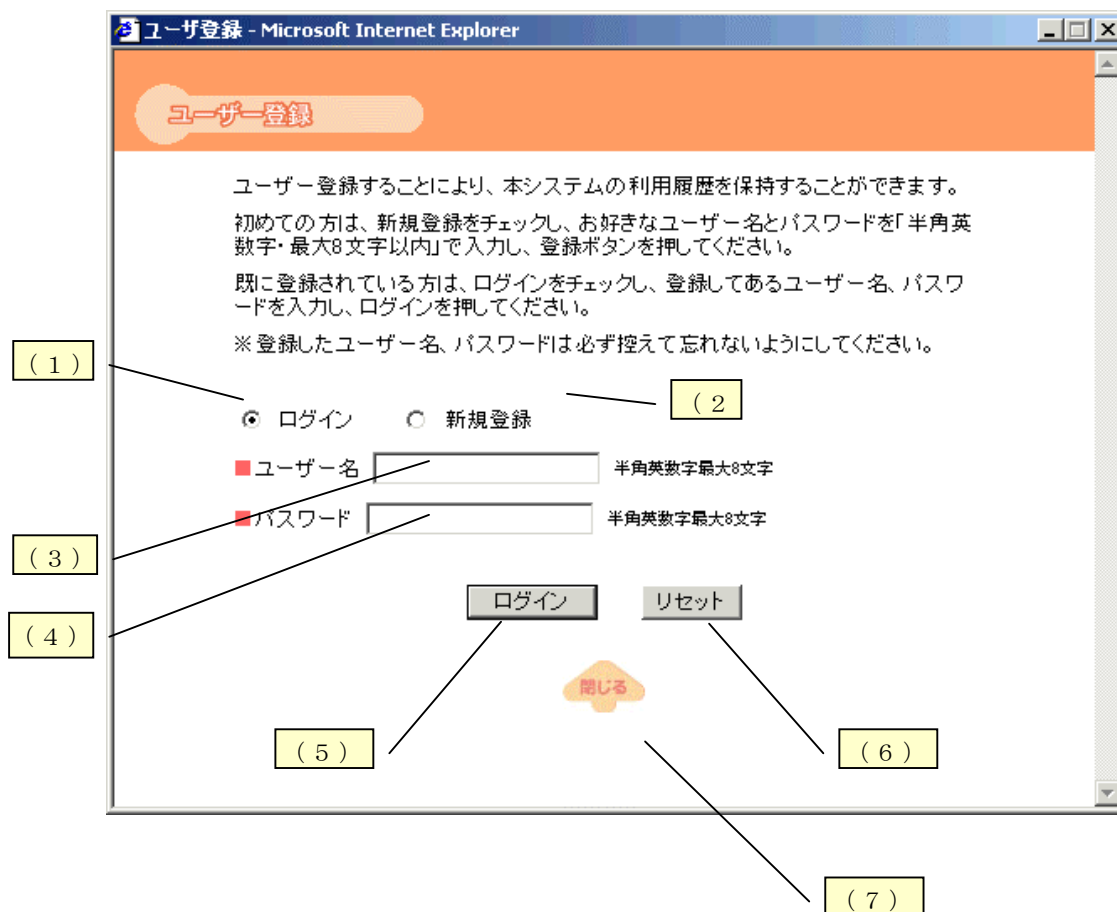 ユーザ登録 - Microsoft Internet Explorer
ユーザー登録
ユーザー登録することにより、本システムの利用履歴を保持することができます。
初めての方は、新規登録をチェックし、お好きなユーザー名とパスワードを「半角英
数字・最大8文字以内」で入力し、登録ボタンを押してください。
既に登録されている方は、ログインをチェックし、登録してあるユーザー名、パスワ
ードを入力し、ログインを押してください。
※登録したユーザー名、パスワードは必ず控えて忘れないようにしてください。
(1)
(2
ログイン 新規登録
ユーザー名 半角英数字最大8文字
パスワード 半角英数字最大8文字
(3)
(4)
ログイン リセット
閉じる
(5)
(6)
(7)